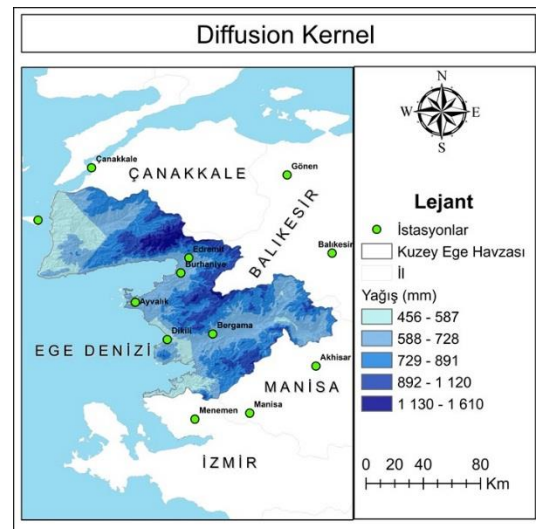 Diffusion Kernel
Çanakkale
ÇANAKKALE
Gönen
BALIKESİR
Balıkesir
Edremit
Burhaniye
Ayvalık
Dikili
Bergama
EGE DENİZİ
Akhisar
MANİSA
Menemen
Manisa
İZMİR
N
W E
S
Lejant
İstasyonlar
Kuzey Ege Havzası
İl
Yağış (mm)
456 - 587
588 - 728
729 - 891
892 - 1 120
1 130 - 1 610
0 20 40 80
Km